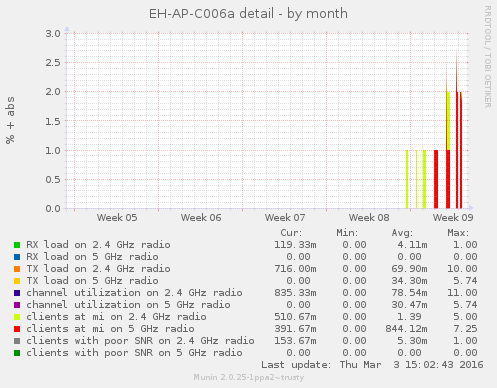 EH-AP-C006a detail - by month
RRDTOOL / TOBI OETIKER
% + abs
3.0
2.5
2.0
1.5
1.0
0.5
0.0
Week 05 Week 06 Week 07 Week 08 Week 09
Cur: Min: Avg: Max:
RX load on 2.4 GHz radio 119.33m 0.00 4.11m 1.00
RX load on 5 GHz radio 0.00 0.00 0.00 0.00
TX load on 2.4 GHz radio 716.00m 0.00 69.90m 10.00
TX load on 5 GHz radio 0.00 0.00 34.30m 5.74
channel utilization on 2.4 GHz radio 835.33m 0.00 78.54m 11.00
channel utilization on 5 GHz radio 0.00 0.00 30.47m 5.74
clients at mi on 2.4 GHz radio 510.67m 0.00 1.39 5.00
clients at mi on 5 GHz radio 391.67m 0.00 844.12m 7.25
clients with poor SNR on 2.4 GHz radio 153.67m 0.00 5.30m 1.00
clients with poor SNR on 5 GHz radio 0.00 0.00 0.00 0.00
Last update: Thu Mar 3 15:02:43 2016
Munin 2.0.25-1ppa2~trusty